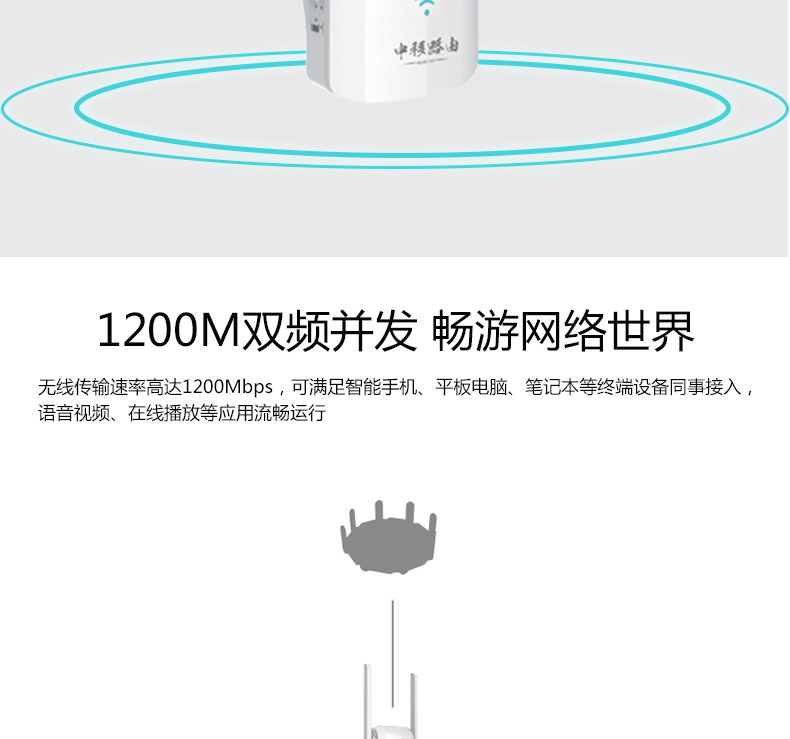 中移路由
1200M双频并发 畅游网络世界
无线传输速率高达1200Mbps，可满足智能手机、平板电脑、笔记本等终端设备同事接入，
语音视频、在线播放等应用流畅运行